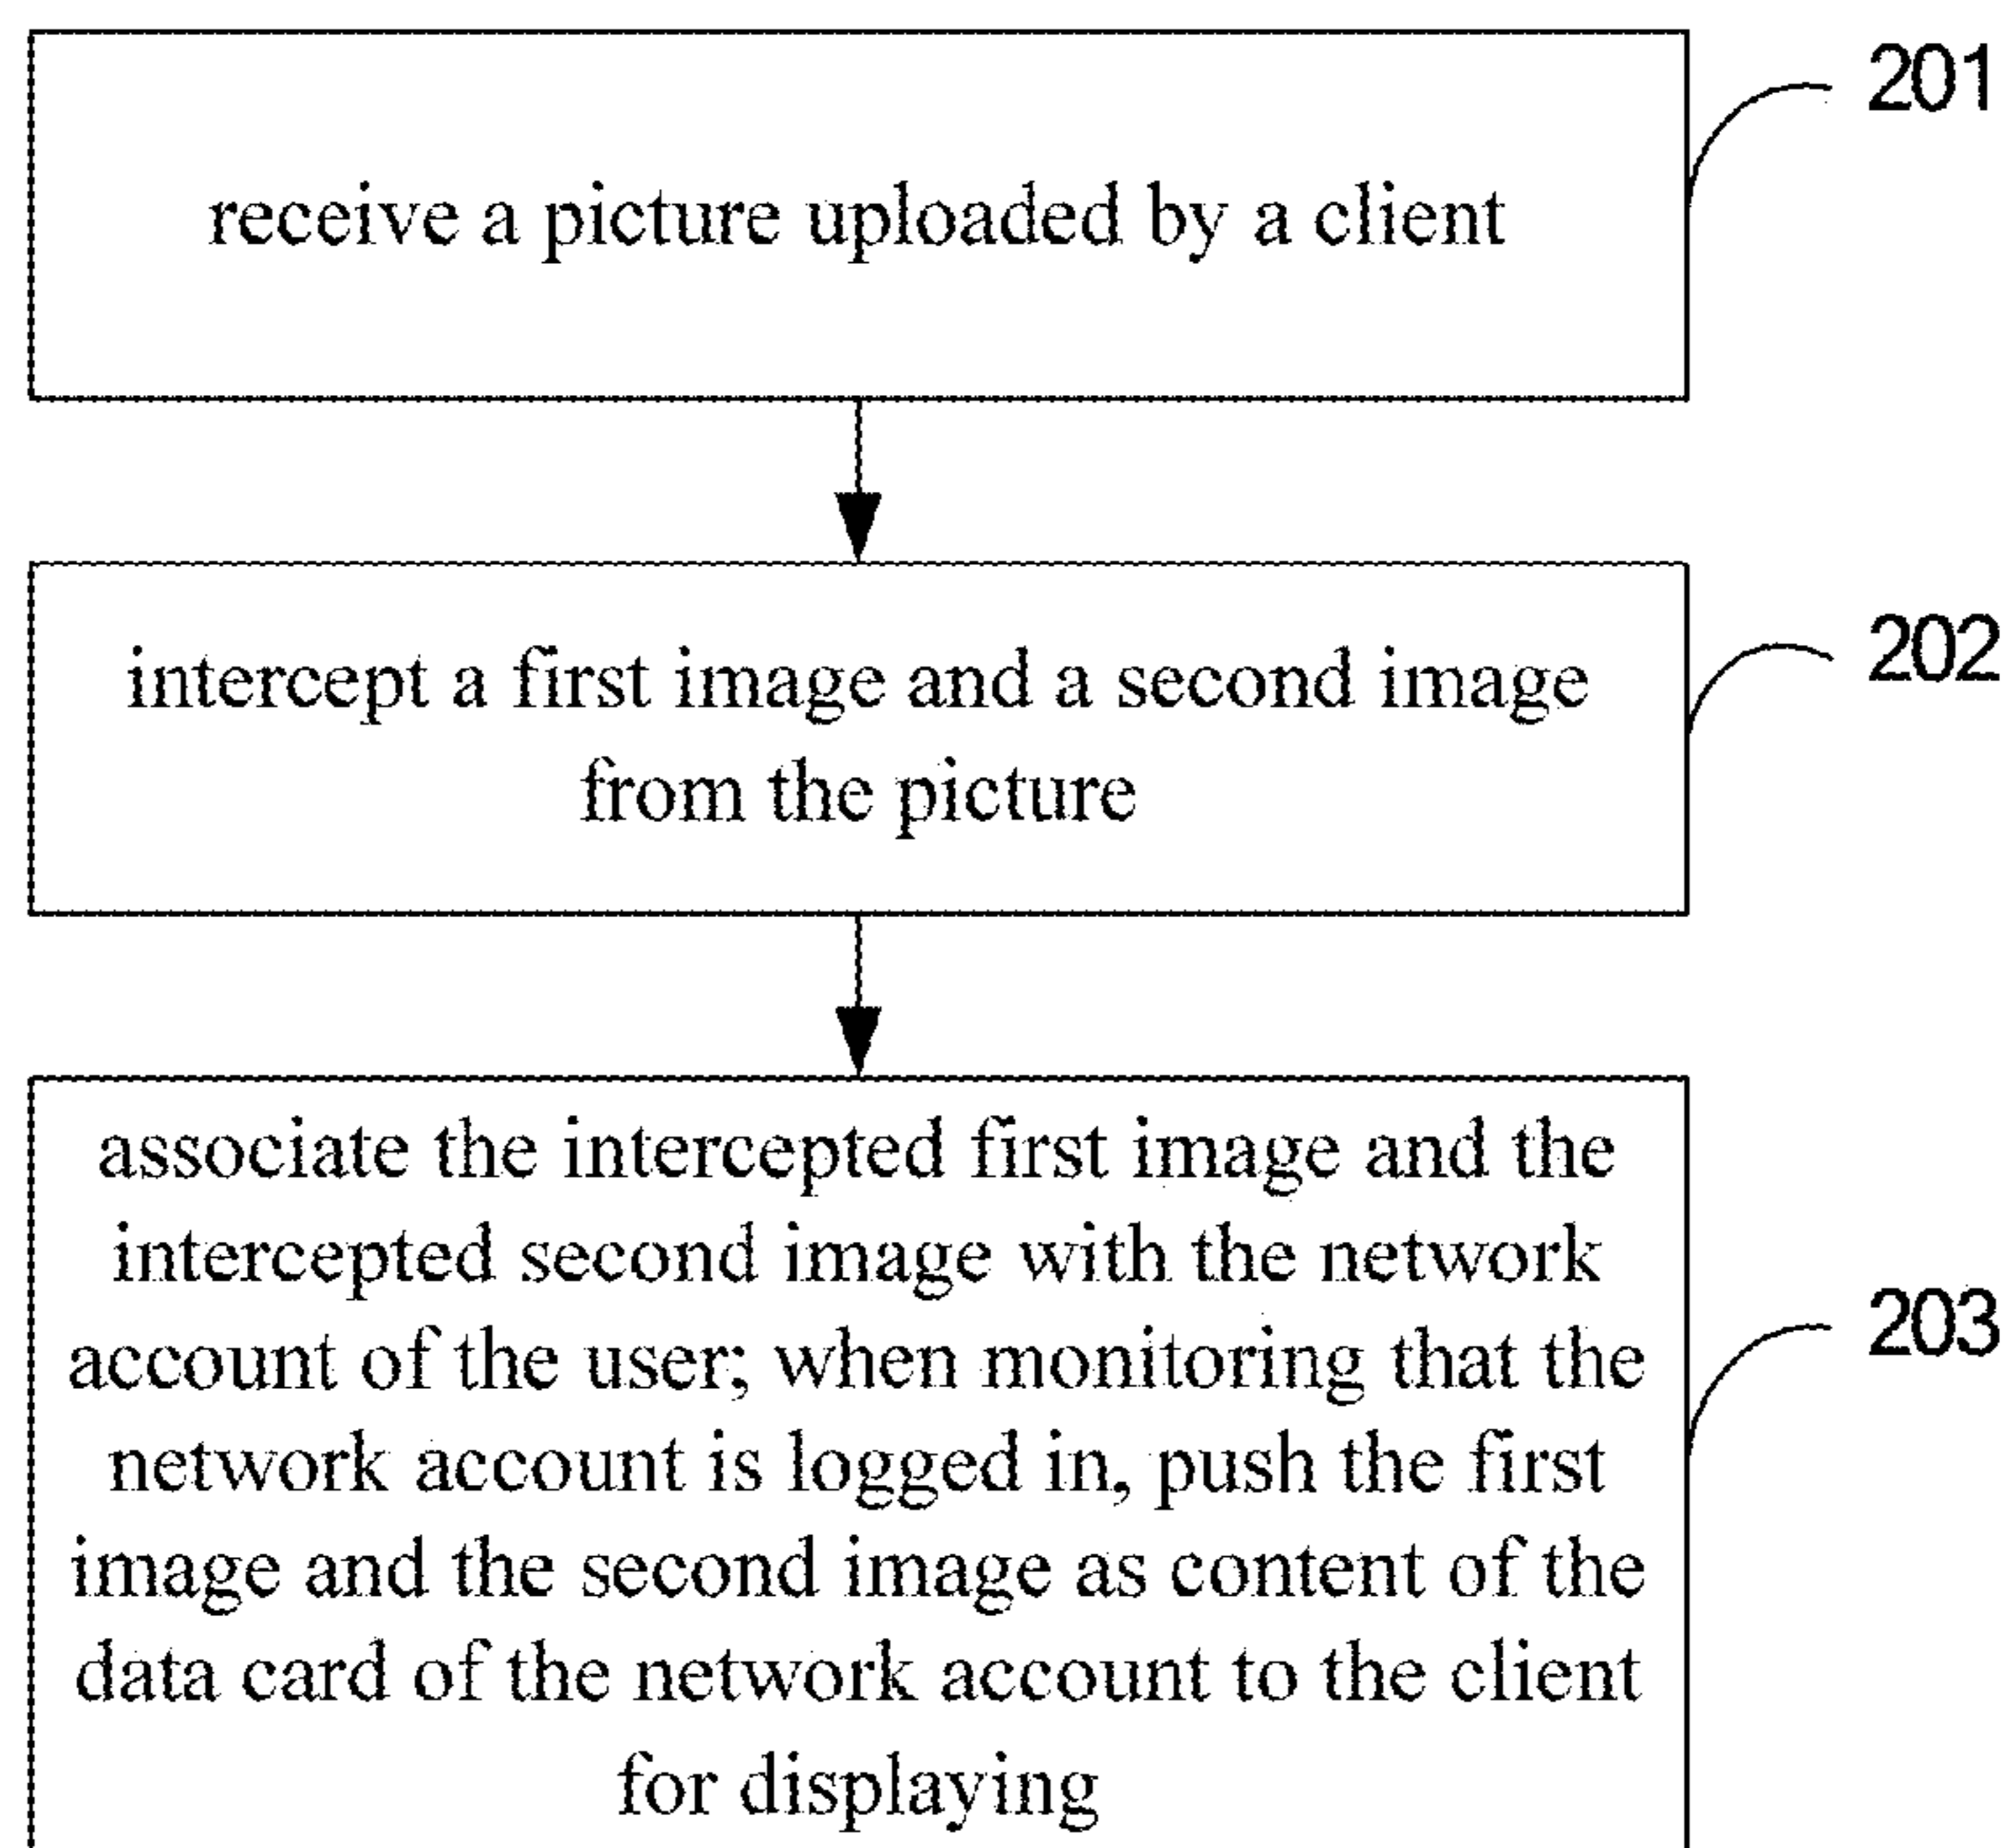 201
receive a picture uploaded by a client
202
intercept a first image and a second image
from the picture
associate the intercepted first image and the
intercepted second image with the network
account of the user; when monitoring that the
203
network account is logged in, push the first
image and the second image as content of the
data card of the network account to the client
for displaying